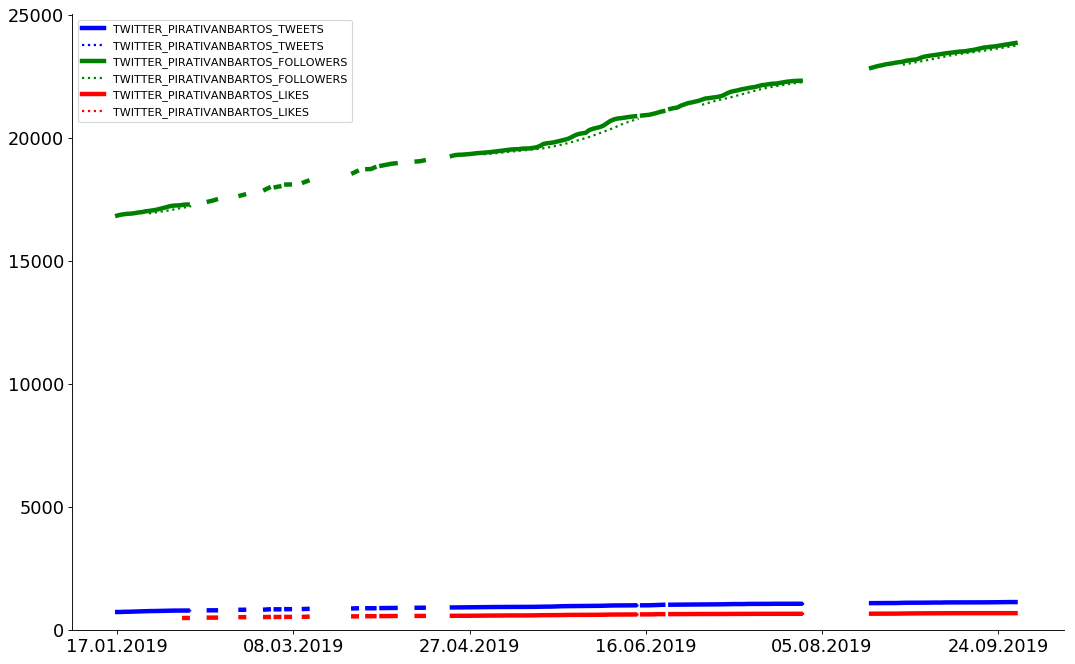 25000
20000
15000
10000
5000
0
TWITTER_PIRATIVANBARTOS_TWEETS
TWITTER_PIRATIVANBARTOS_TWEETS
TWITTER_PIRATIVANBARTOS_FOLLOWERS
TWITTER_PIRATIVANBARTOS_FOLLOWERS
TWITTER_PIRATIVANBARTOS_LIKES
TWITTER_PIRATIVANBARTOS_LIKES
17.01.2019 08.03.2019 27.04.2019 16.06.2019 05.08.2019 24.09.2019